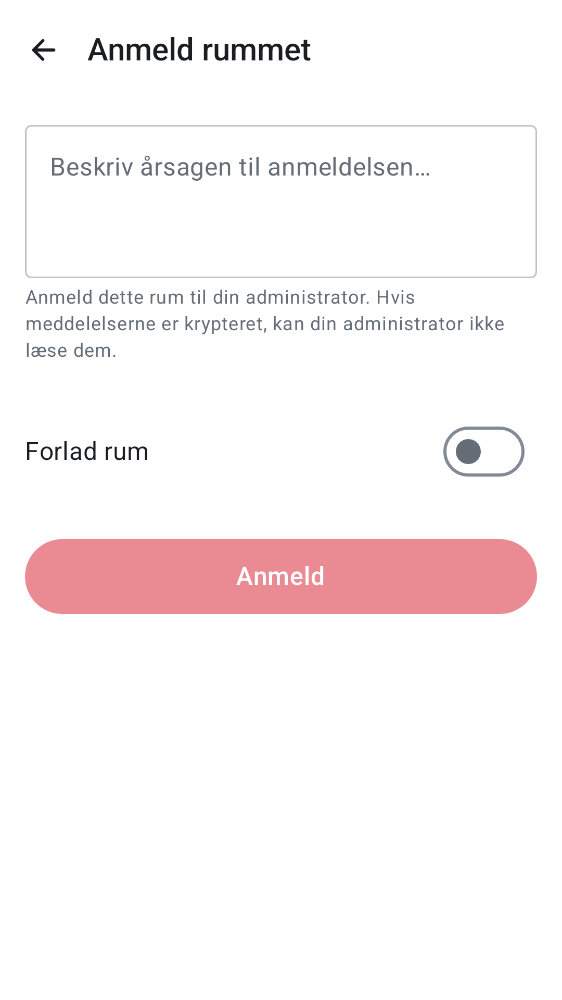 Anmeld rummet
Beskriv årsagen til anmeldelsen…
Anmeld dette rum til din administrator. Hvis
meddelelserne er krypteret, kan din administrator ikke
læse dem.
Forlad rum
Anmeld